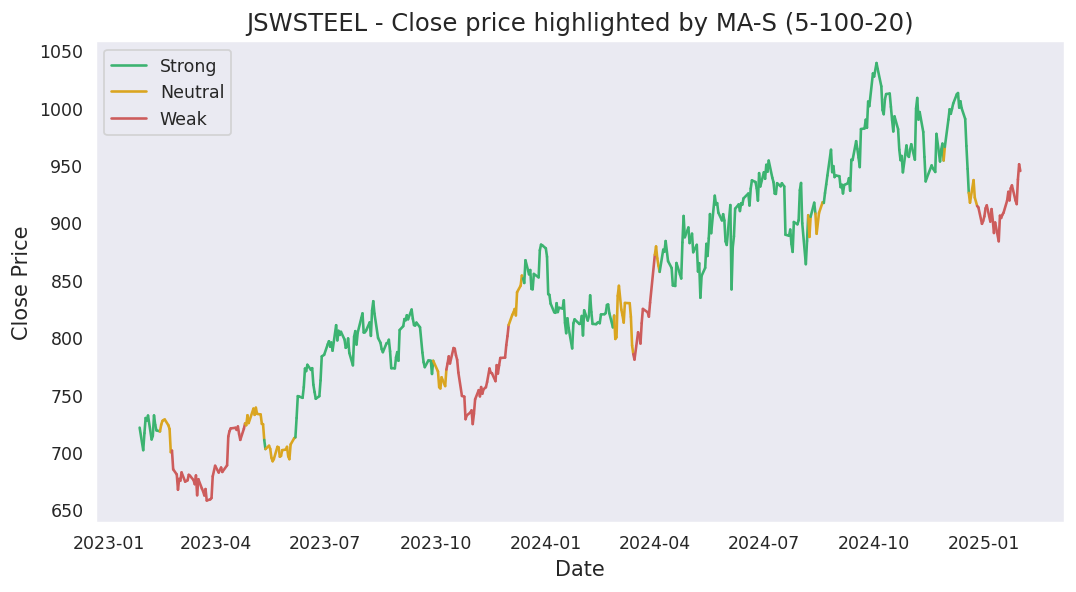 JSWSTEEL - Close price highlighted by MA-S (5-100-20)
Strong
Neutral
Weak
Close Price
1050
1000
950
900
850
800
750
700
650
2023-01 2023-04 2023-07 2023-10 2024-01 2024-04 2024-07 2024-10 2025-01
Date